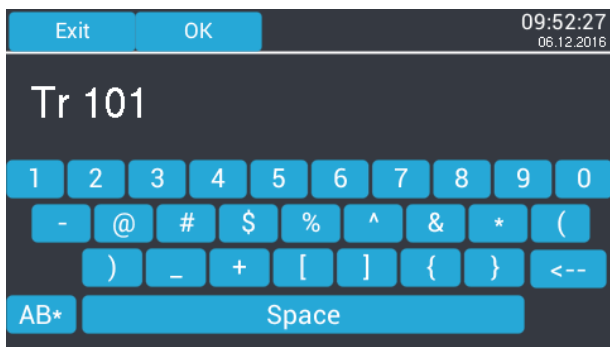 Exit OK 09:52:27
06.12.2016
Tr 101
1 2 3 4 5 6 7 8 9 0
- @ # $ % ^ & * (
) _ + [ ] { } <--
AB* Space